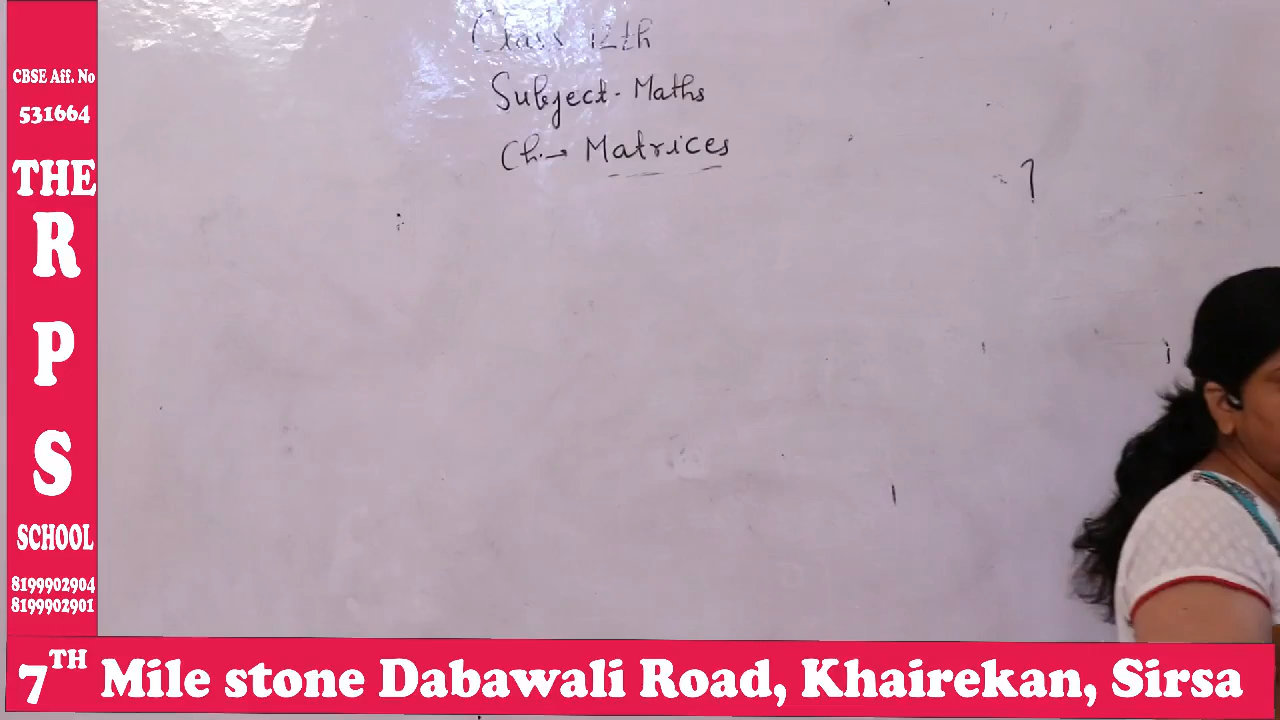 Class 12th
Subject - Maths
Ch. → Matrices
CBSE Aff. No
531664
THE
R
P
S
SCHOOL
8199902904
8199902901
7TH Mile stone Dabawali Road, Khairekan, Sirsa